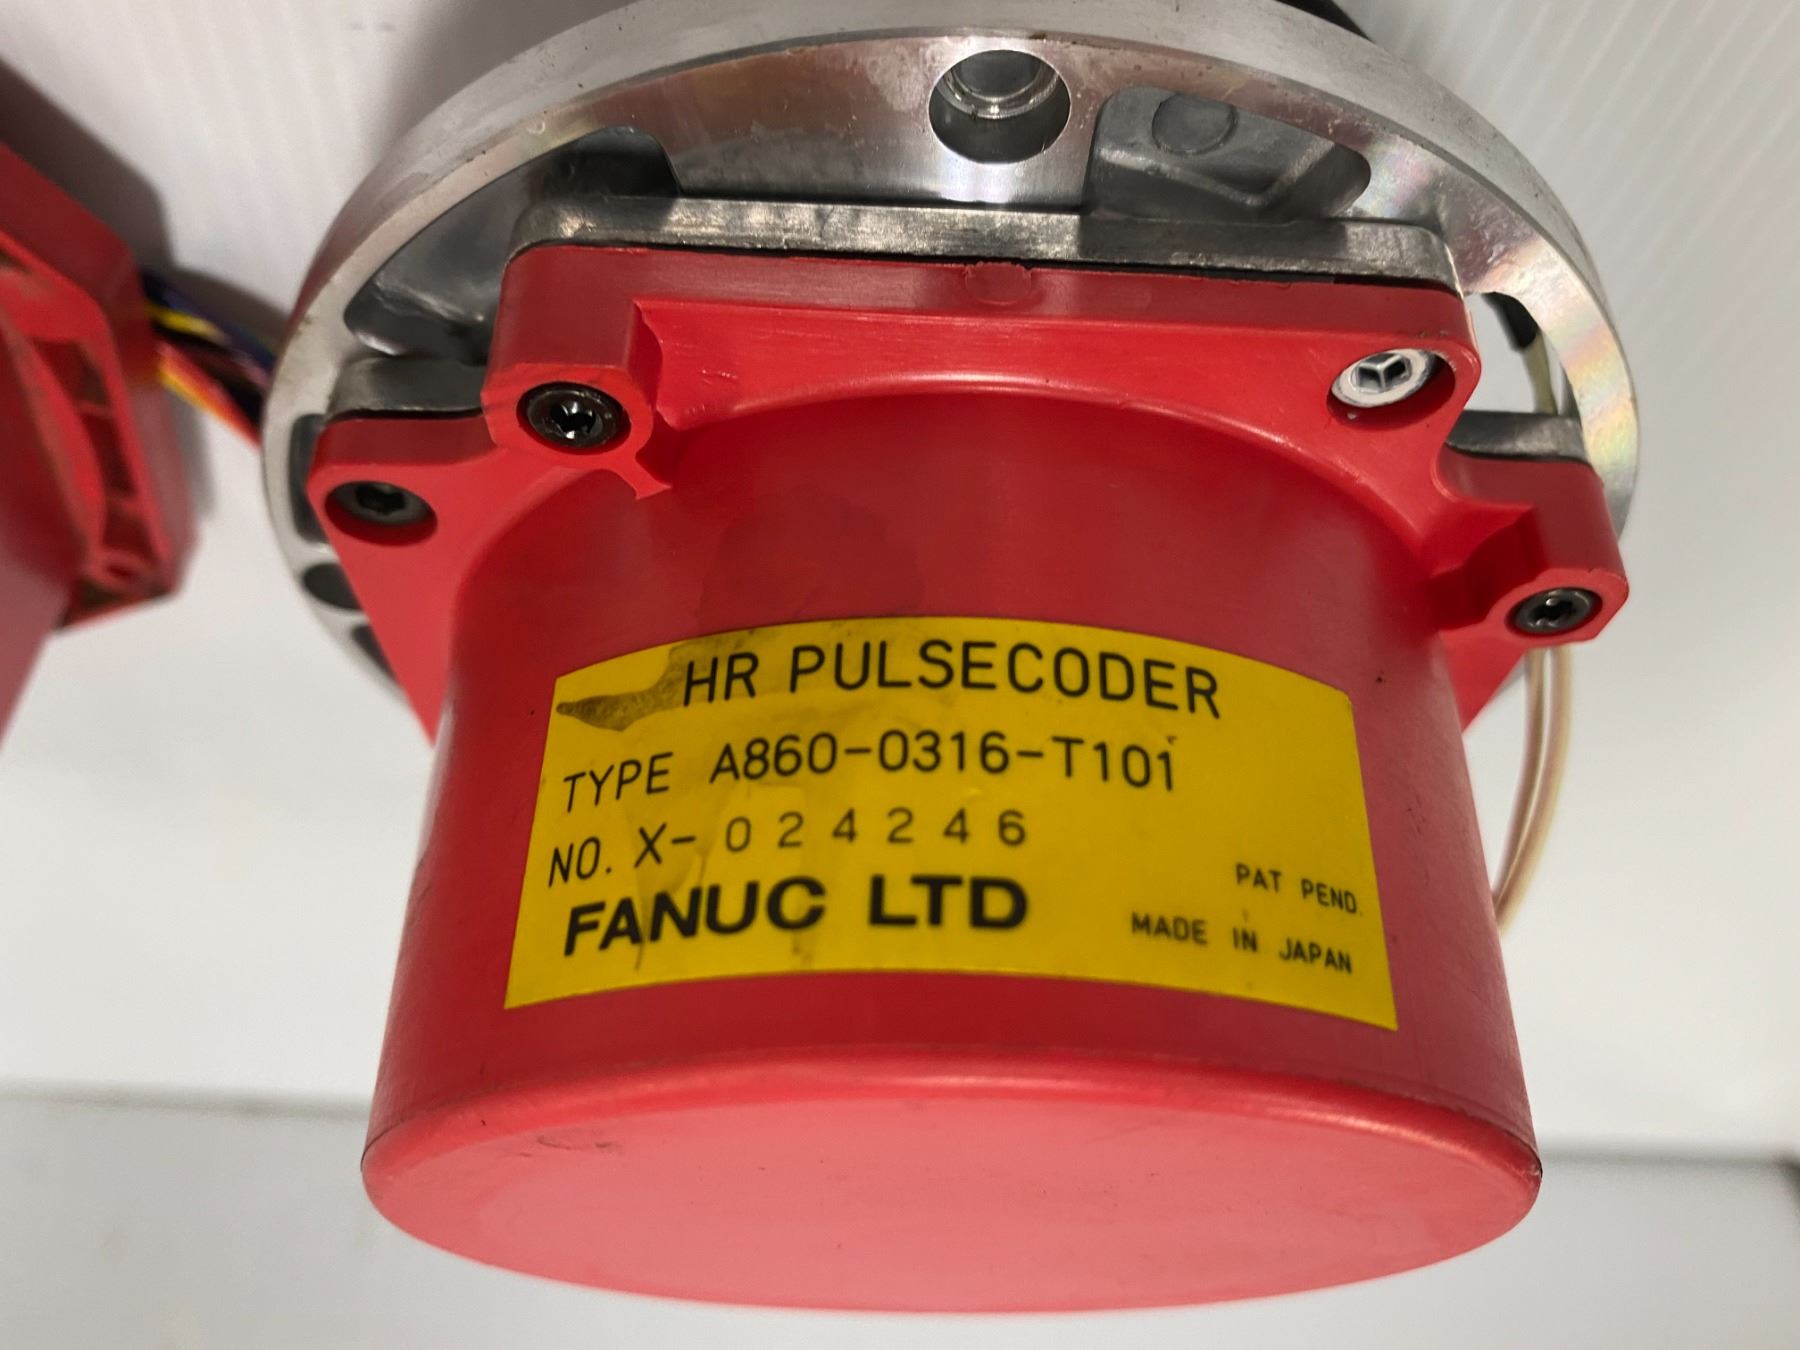 HR PULSECODER
TYPE A860-0316-T101
NO. X- 024246
FANUC LTD
PAT PEND.
MADE IN JAPAN